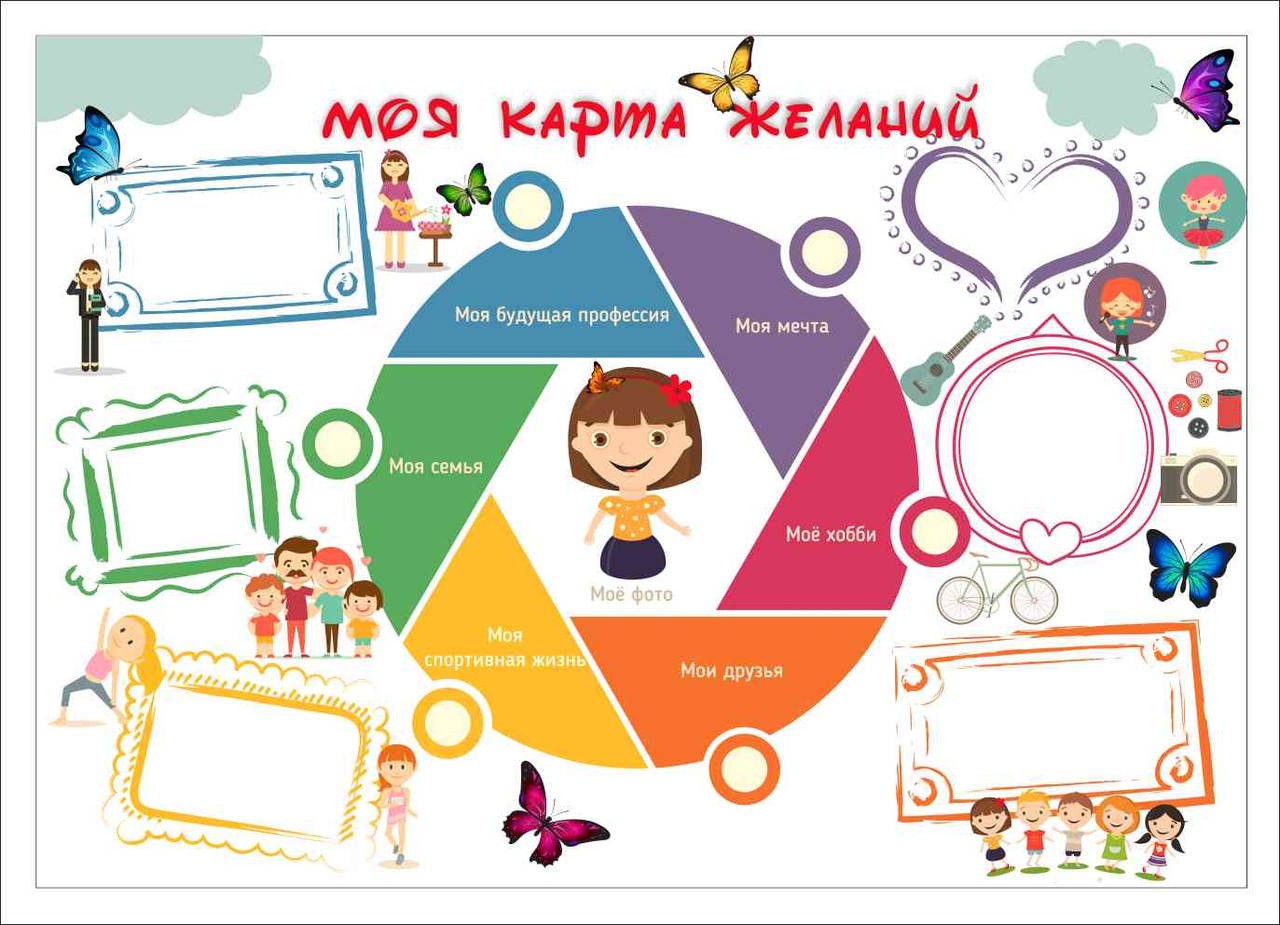 МОЯ КАРТА ЖЕЛАНИЙ
Моя будущая профессия
Моя мечта
Моя семья
Моё хобби
Моё фото
Моя
спортивная жизнь
Мои друзья